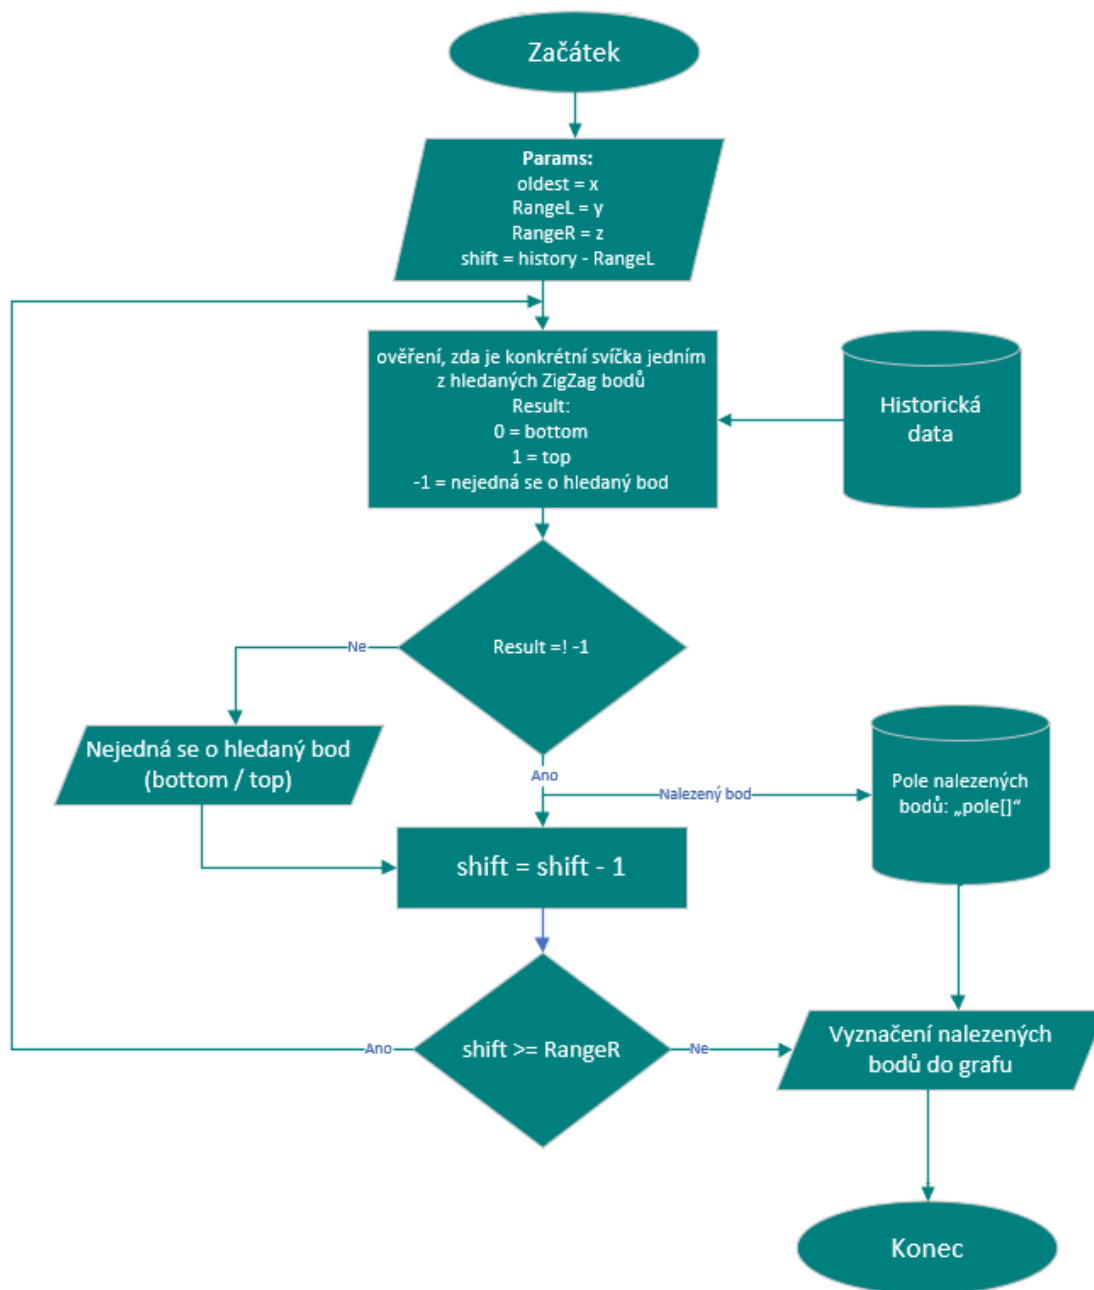 Začátek
Params:
oldest = x
RangeL = y
RangeR = z
shift = history - RangeL
ověření, zda je konkrétní svíčka jedním
z hledaných ZigZag bodů
Result:
0 = bottom
1 = top
-1 = nejedná se o hledaný bod
Historická
data
Result =! -1
Ne
Nejedná se o hledaný bod
(bottom / top)
Ano
Nalezený bod
Pole nalezených
bodů: „pole[]“
shift = shift - 1
shift >= RangeR
Ano
Ne
Vyznačení nalezených
bodů do grafu
Konec